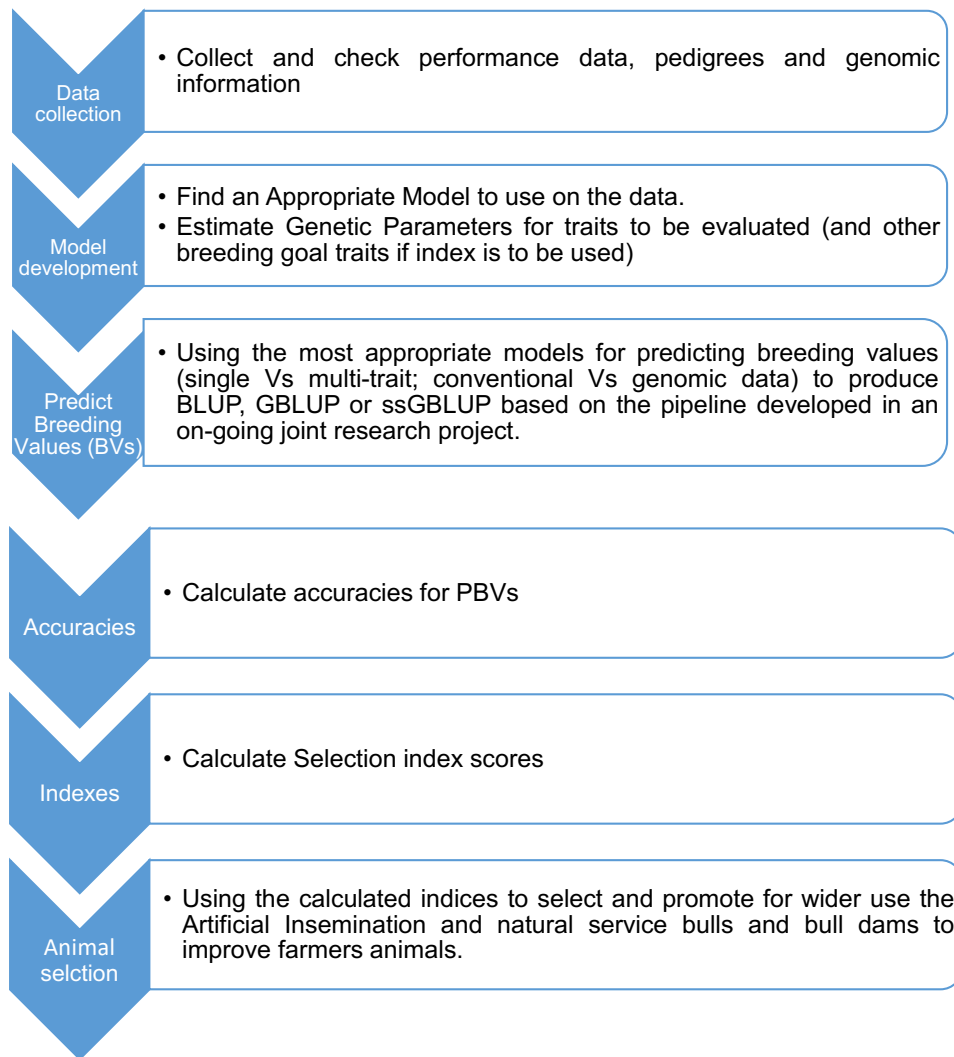 Data
collection
• Collect and check performance data, pedigrees and genomic
information
Model
development
• Find an Appropriate Model to use on the data.
• Estimate Genetic Parameters for traits to be evaluated (and other
breeding goal traits if index is to be used)
Predict
Breeding
Values (BVs)
• Using the most appropriate models for predicting breeding values
(single Vs multi-trait; conventional Vs genomic data) to produce
BLUP, GBLUP or ssGBLUP based on the pipeline developed in an
on-going joint research project.
Accuracies
• Calculate accuracies for PBVs
Indexes
• Calculate Selection index scores
Animal
selction
• Using the calculated indices to select and promote for wider use the
Artificial Insemination and natural service bulls and bull dams to
improve farmers animals.